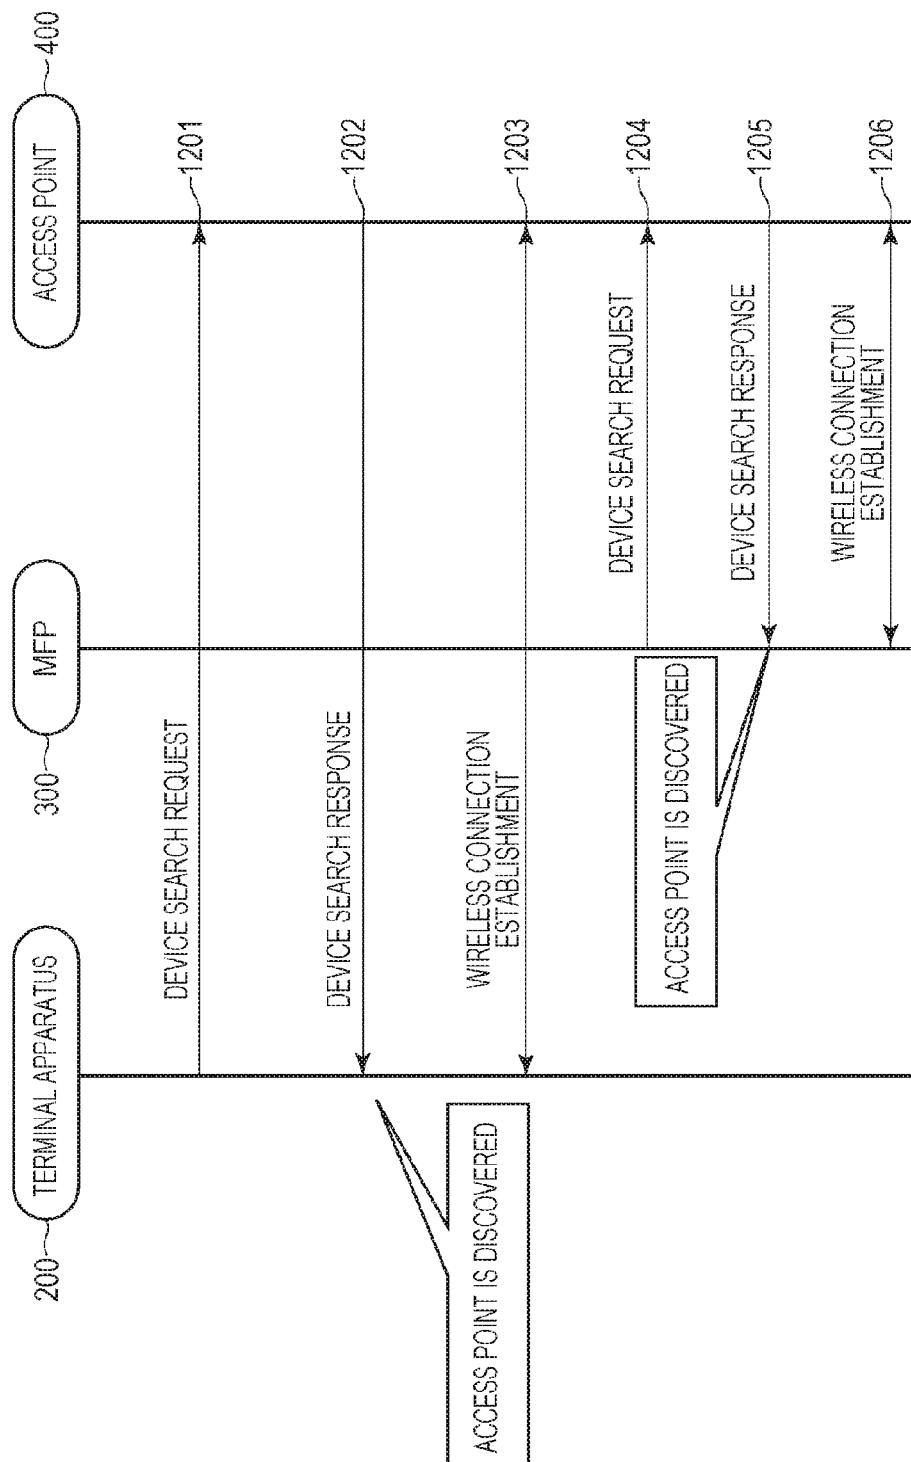 TERMINAL APPARATUS
200
MFP
300
ACCESS POINT
400
DEVICE SEARCH REQUEST
1201
DEVICE SEARCH RESPONSE
1202
ACCESS POINT IS DISCOVERED
WIRELESS CONNECTION
ESTABLISHMENT
1203
DEVICE SEARCH REQUEST
1204
ACCESS POINT IS DISCOVERED
DEVICE SEARCH RESPONSE
1205
WIRELESS CONNECTION
ESTABLISHMENT
1206